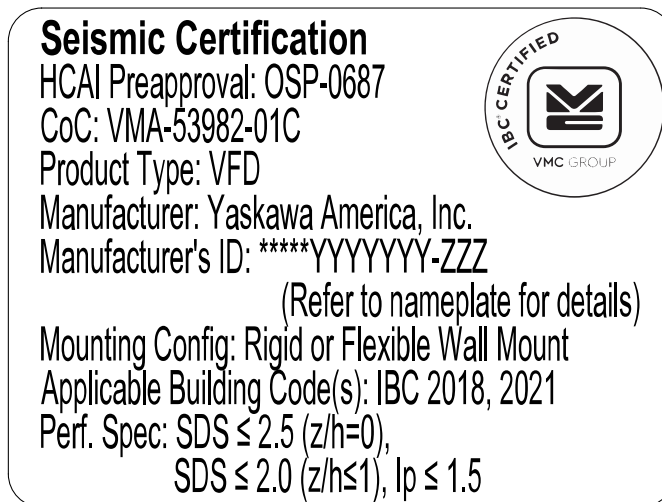 Seismic Certification
HCAI Preapproval: OSP-0687
CoC: VMA-53982-01C
Product Type: VFD
Manufacturer: Yaskawa America, Inc.
Manufacturer's ID: *****YYYYYYY-ZZZ
(Refer to nameplate for details)
Mounting Config: Rigid or Flexible Wall Mount
Applicable Building Code(s): IBC 2018, 2021
Perf. Spec: SDS ≤ 2.5 (z/h=0),
SDS ≤ 2.0 (z/h≤1), Ip ≤ 1.5
IBC+ CERTIFIED
VMC GROUP